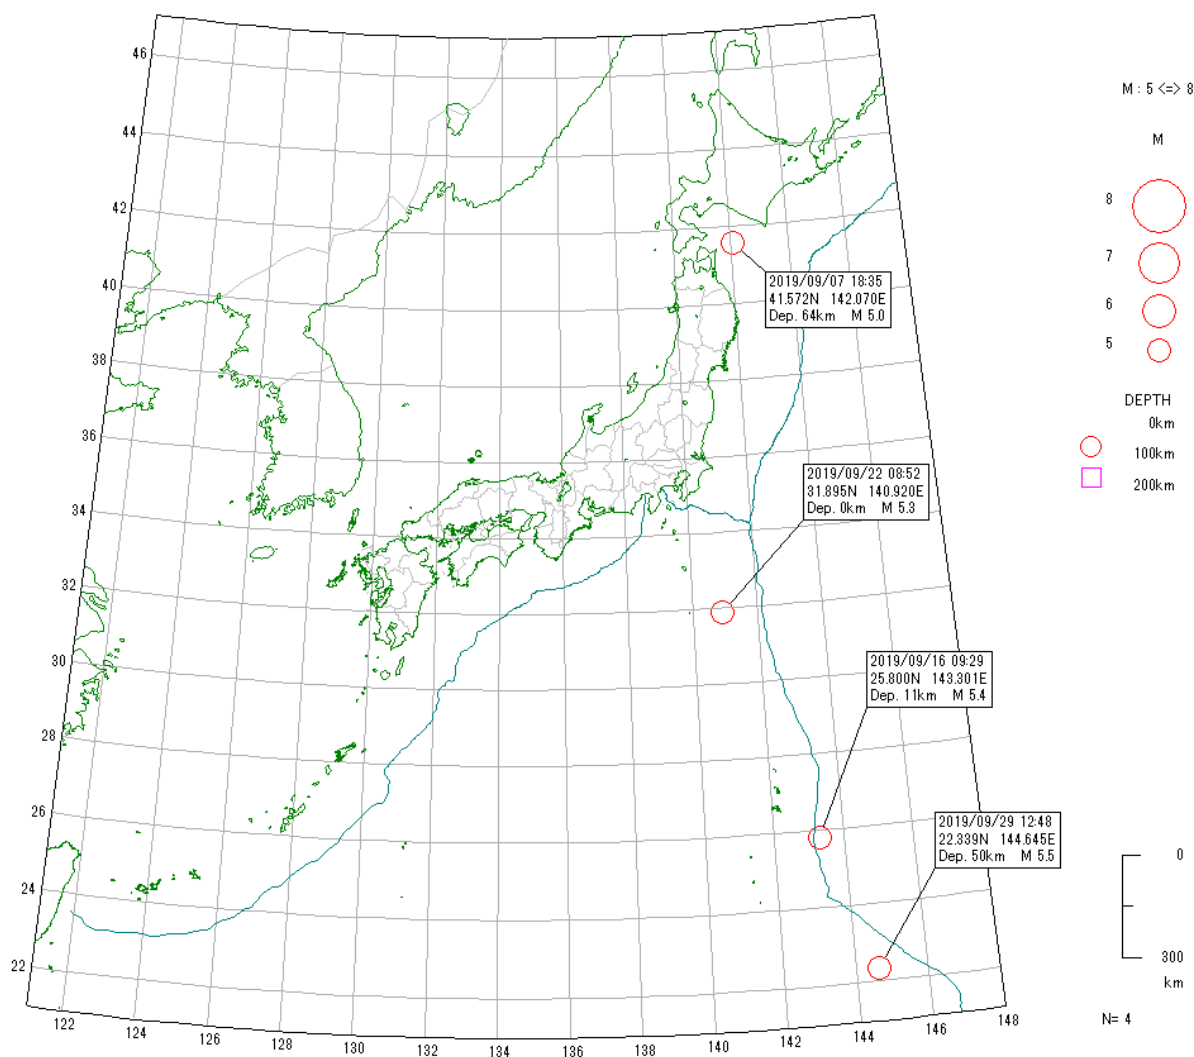 46
44
42
40
38
36
34
32
30
28
26
24
22
122
124
126
128
130
132
134
136
138
140
142
144
146
148
2019/09/07 18:35
41.572N 142.070E
Dep. 64km M 5.0
2019/09/22 08:52
31.895N 140.920E
Dep. 0km M 5.3
2019/09/16 09:29
25.800N 143.301E
Dep. 11km M 5.4
2019/09/29 12:48
22.339N 144.645E
Dep. 50km M 5.5
M : 5 <=> 8
M
8
7
6
5
DEPTH
0km
100km
200km
0
300
km
N= 4